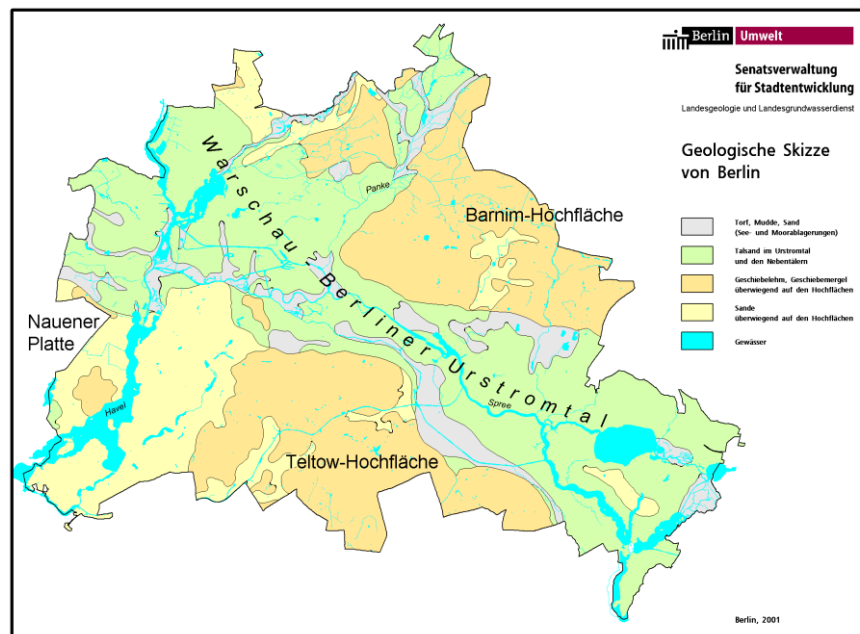 Berlin Umwelt
Senatsverwaltung
für Stadtentwicklung
Landesgeologie und Landesgrundwasserdienst
Geologische Skizze
von Berlin
Torf, Mudde, Sand
(See- und Moorablagerungen)
Talsand im Urstromtal
und den Nebentälern
Geschiebelehm, Geschiebemergel
überwiegend auf den Hochflächen
Sande
überwiegend auf den Hochflächen
Gewässer
Warschau - Berliner Urstromtal
Panke
Barnim-Hochfläche
Nauener
Platte
Havel
Spree
Teltow-Hochfläche
Berlin, 2001